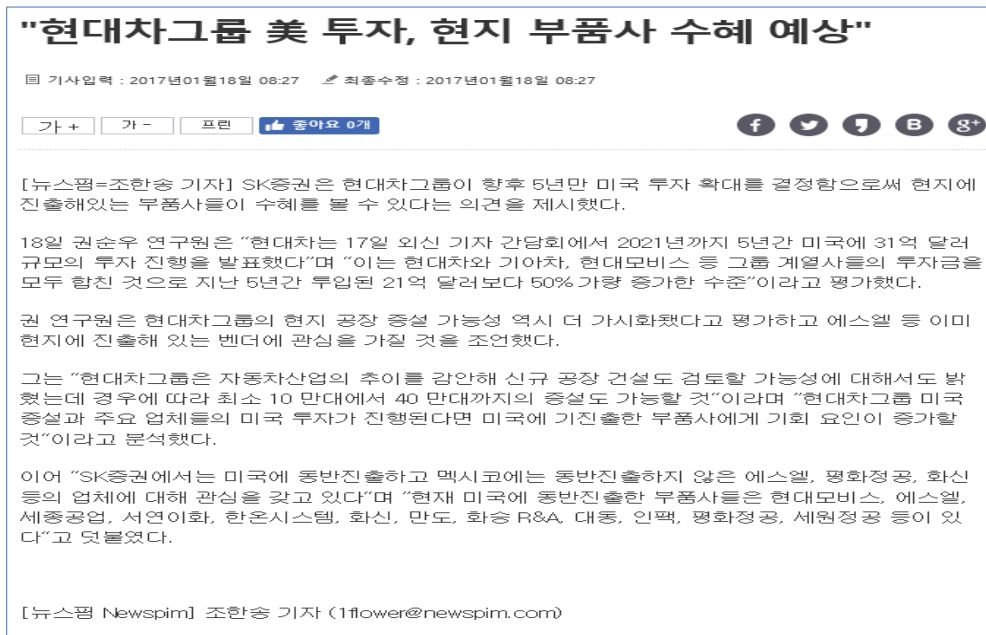 "현대차그룹 美 투자, 현지 부품사 수혜 예상"
기사입력 : 2017년01월18일 08:27 최종수정 : 2017년01월18일 08:27
가 + 가 - 프린 좋아요 0개 f B g+
[뉴스핌=조한송 기자] SK증권은 현대차그룹이 향후 5년만 미국 투자 확대를 결정함으로써 현지에
진출해있는 부품사들이 수혜를 볼 수 있다는 의견을 제시했다.
18일 권순우 연구원은 "현대차는 17일 외신 기자 간담회에서 2021년까지 5년간 미국에 31억 달러
규모의 투자 진행을 발표했다"며 "이는 현대차와 기아차, 현대모비스 등 그룹 계열사들의 투자금을
모두 합친 것으로 지난 5년간 투입된 21억 달러보다 50% 가량 증가한 수준"이라고 평가했다.
권 연구원은 현대차그룹의 현지 공장 증설 가능성 역시 더 가시화됐다고 평가하고 에스엘 등 이미
현지에 진출해 있는 벤더에 관심을 가질 것을 조언했다.
그는 "현대차그룹은 자동차산업의 추이를 감안해 신규 공장 건설도 검토할 가능성에 대해서도 밝
혔는데 경우에 따라 최소 10 만대에서 40 만대까지의 증설도 가능할 것"이라며 "현대차그룹 미국
증설과 주요 업체들의 미국 투자가 진행된다면 미국에 기진출한 부품사에게 기회 요인이 증가할
것"이라고 분석했다.
이어 "SK증권에서는 미국에 동반진출하고 멕시코에는 동반진출하지 않은 에스엘, 평화정공, 화신
등의 업체에 대해 관심을 갖고 있다"며 "현재 미국에 동반진출한 부품사들은 현대모비스, 에스엘,
세종공업, 서연이화, 한온시스템, 화신, 만도, 화승 R&A, 대동, 인팩, 평화정공, 세원정공 등이 있
다"고 덧붙였다.
[뉴스핌 Newspim] 조한송 기자 (1flower@newspim.com)